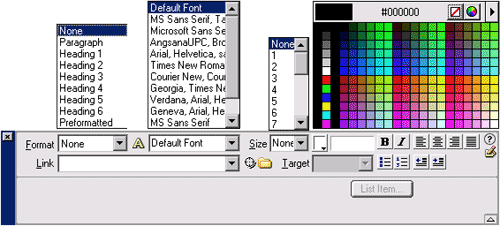 None
Paragraph
Heading 1
Heading 2
Heading 3
Heading 4
Heading 5
Heading 6
Preformatted
Default Font
MS Sans Serif, Ta
Microsoft Sans Ser
AngsanaUPC, Bro
Arial, Helvetica, sa
Times New Roma
Courier New, Cour
Georgia, Times Ne
Verdana, Arial, He
Geneva, Arial, He
MS Sans Serif
None
1
2
3
4
5
6
7
#000000
Format None A Default Font Size None B I ?
Link Target
List Item...